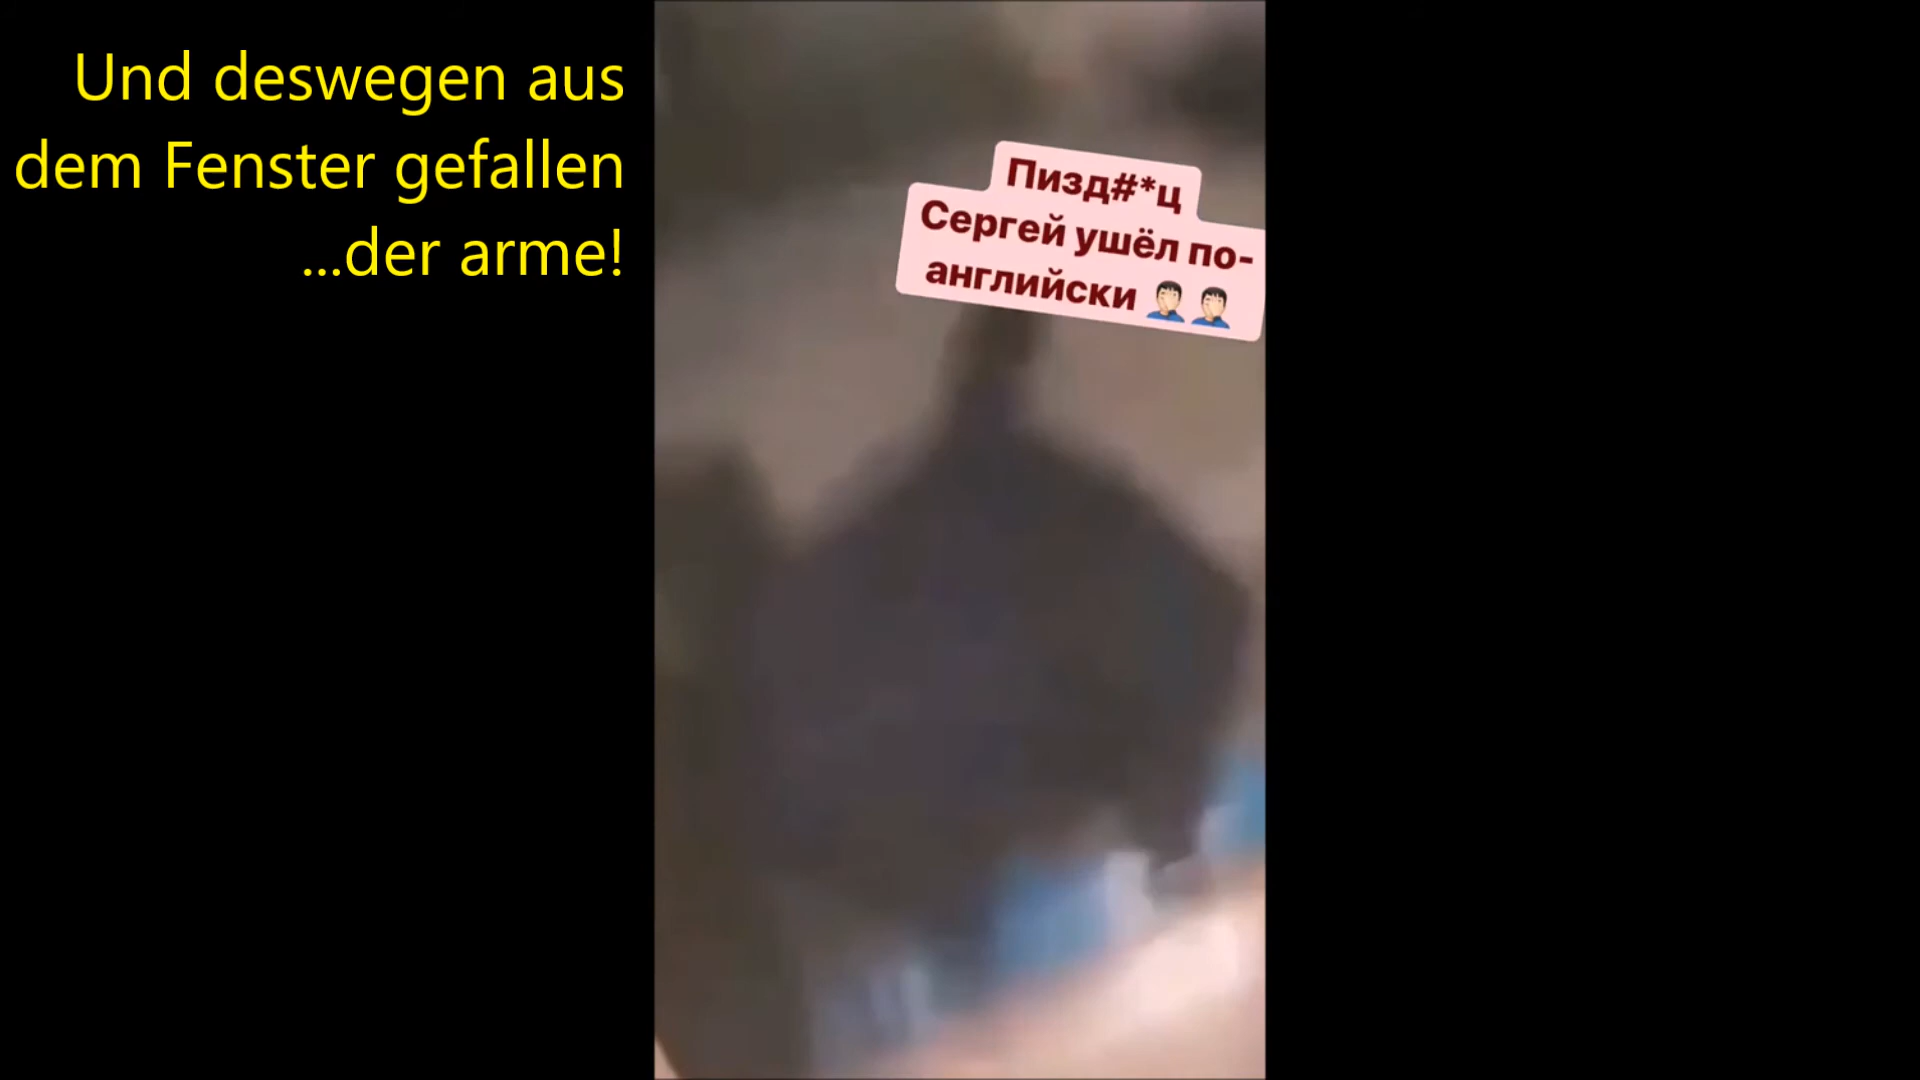 Und deswegen aus
dem Fenster gefallen
...der arme!
Пизд#*ц
Сергей ушёл по-
английски 🤦🏻‍♂️🤦🏻‍♂️